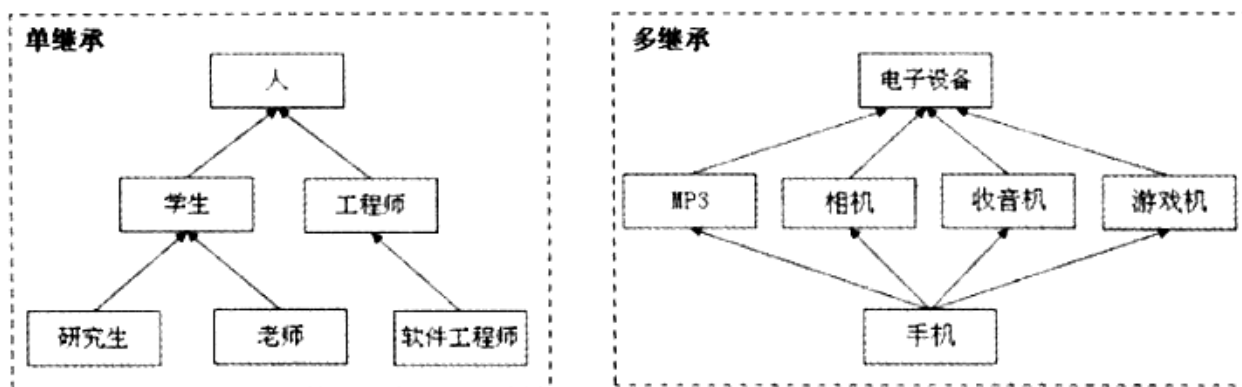 单继承
人
学生
工程师
研究生
老师
软件工程师
多继承
电子设备
MP3
相机
收音机
游戏机
手机